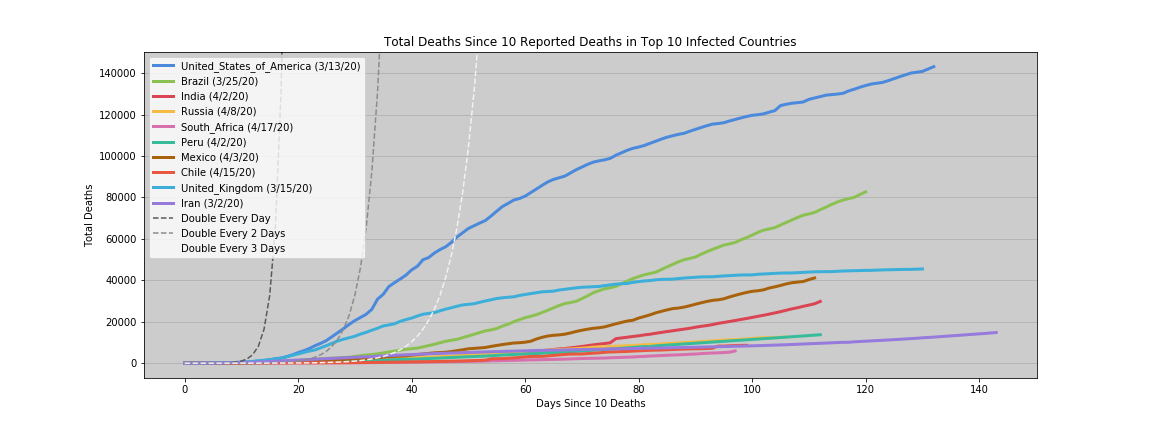 Total Deaths Since 10 Reported Deaths in Top 10 Infected Countries
Total Deaths
140000
120000
100000
80000
60000
40000
20000
0
United_States_of_America (3/13/20)
Brazil (3/25/20)
India (4/2/20)
Russia (4/8/20)
South_Africa (4/17/20)
Peru (4/2/20)
Mexico (4/3/20)
Chile (4/15/20)
United_Kingdom (3/15/20)
Iran (3/2/20)
Double Every Day
Double Every 2 Days
Double Every 3 Days
0 20 40 60 80 100 120 140
Days Since 10 Deaths